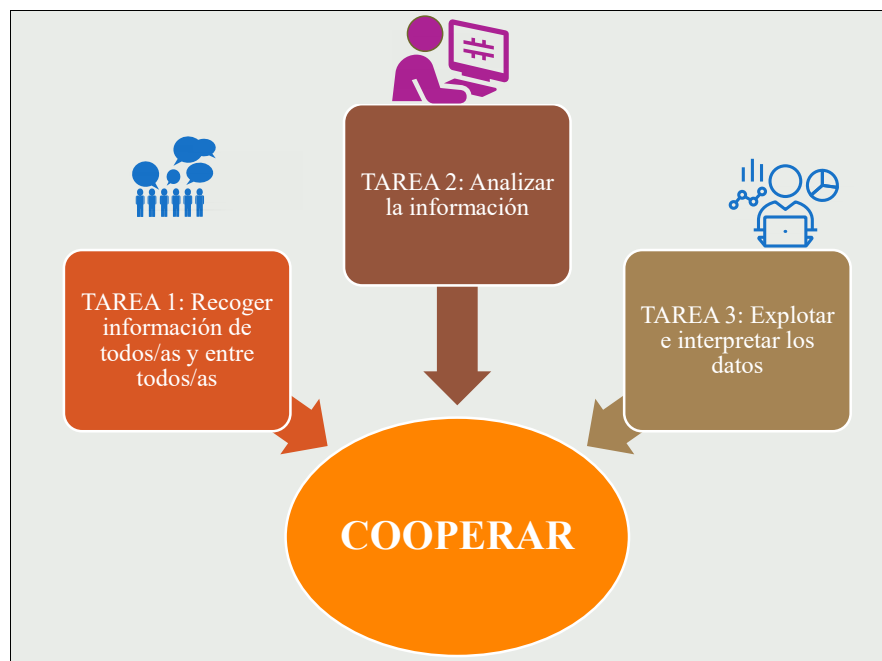 TAREA 1: Recoger
información de
todos/as y entre
todos/as
TAREA 2: Analizar
la información
TAREA 3: Explotar
e interpretar los
datos
COOPERAR